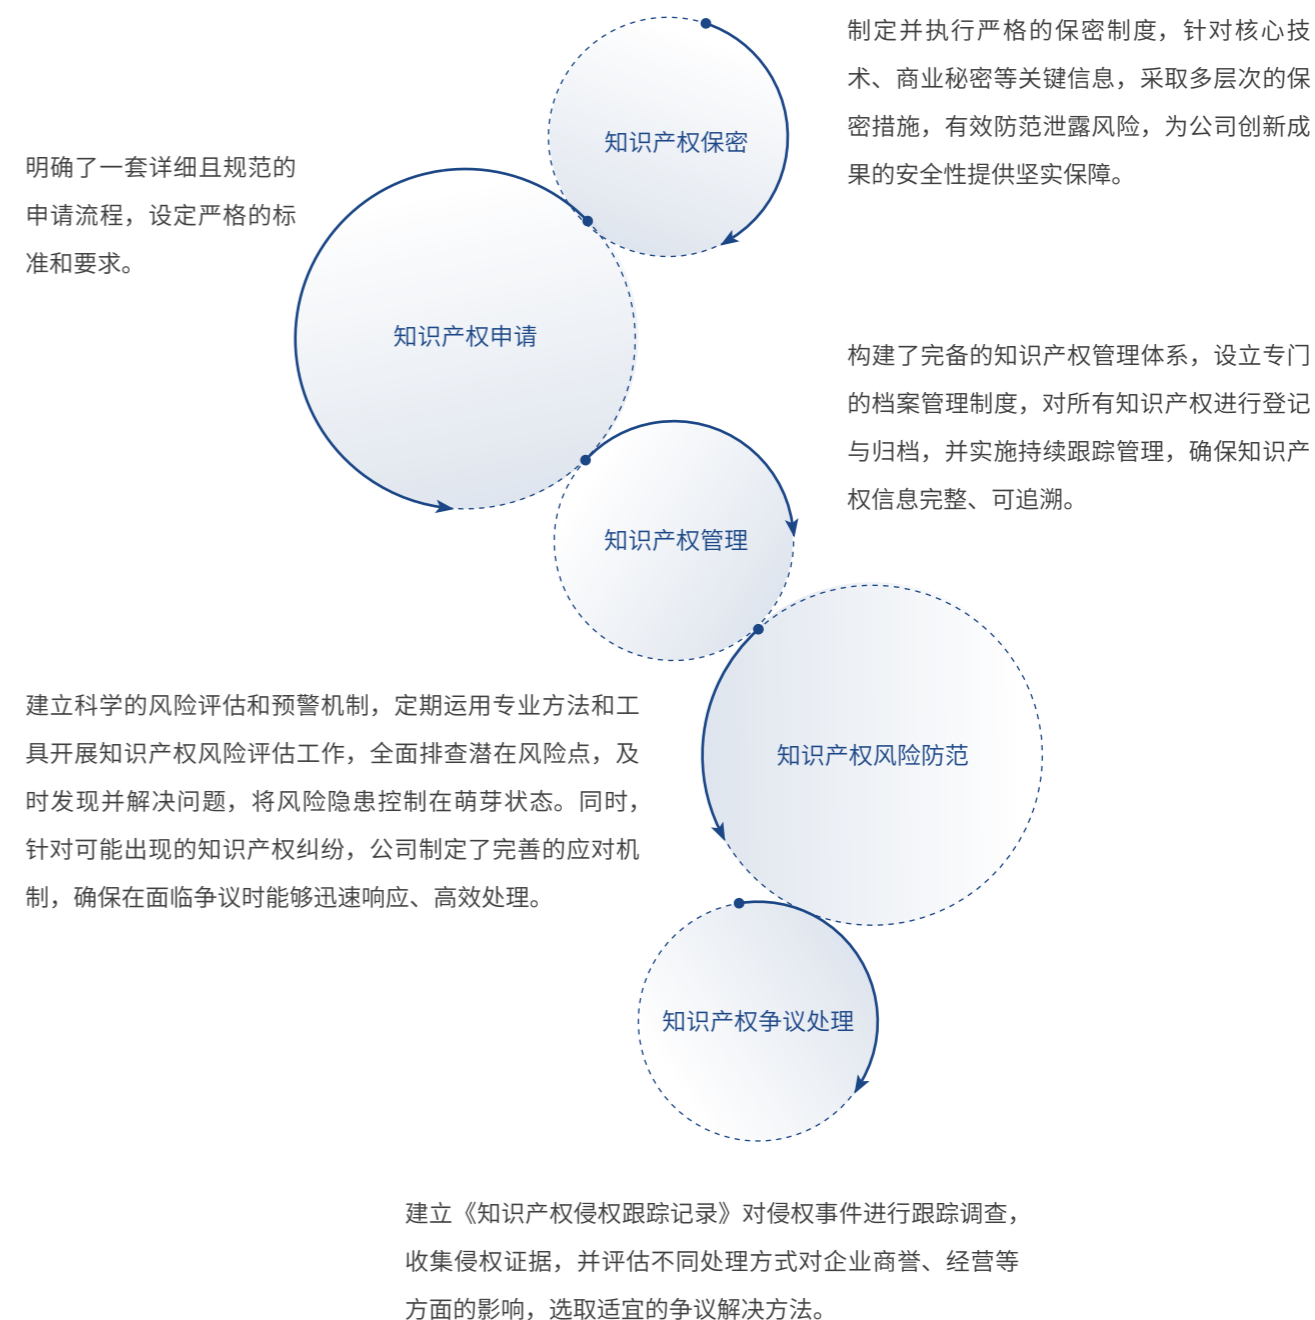 知识产权保密
制定并执行严格的保密制度，针对核心技
术、商业秘密等关键信息，采取多层次的保
密措施，有效防范泄露风险，为公司创新成
果的安全性提供坚实保障。
明确了一套详细且规范的
申请流程，设定严格的标
准和要求。
知识产权申请
构建了完备的知识产权管理体系，设立专门
的档案管理制度，对所有知识产权进行登记
与归档，并实施持续跟踪管理，确保知识产
权信息完整、可追溯。
知识产权管理
建立科学的风险评估和预警机制，定期运用专业方法和工
具开展知识产权风险评估工作，全面排查潜在风险点，及
时发现并解决问题，将风险隐患控制在萌芽状态。同时，
针对可能出现的知识产权纠纷，公司制定了完善的应对机
制，确保在面临争议时能够迅速响应、高效处理。
知识产权风险防范
知识产权争议处理
建立《知识产权侵权跟踪记录》对侵权事件进行跟踪调查，
收集侵权证据，并评估不同处理方式对企业商誉、经营等
方面的影响，选取适宜的争议解决方法。